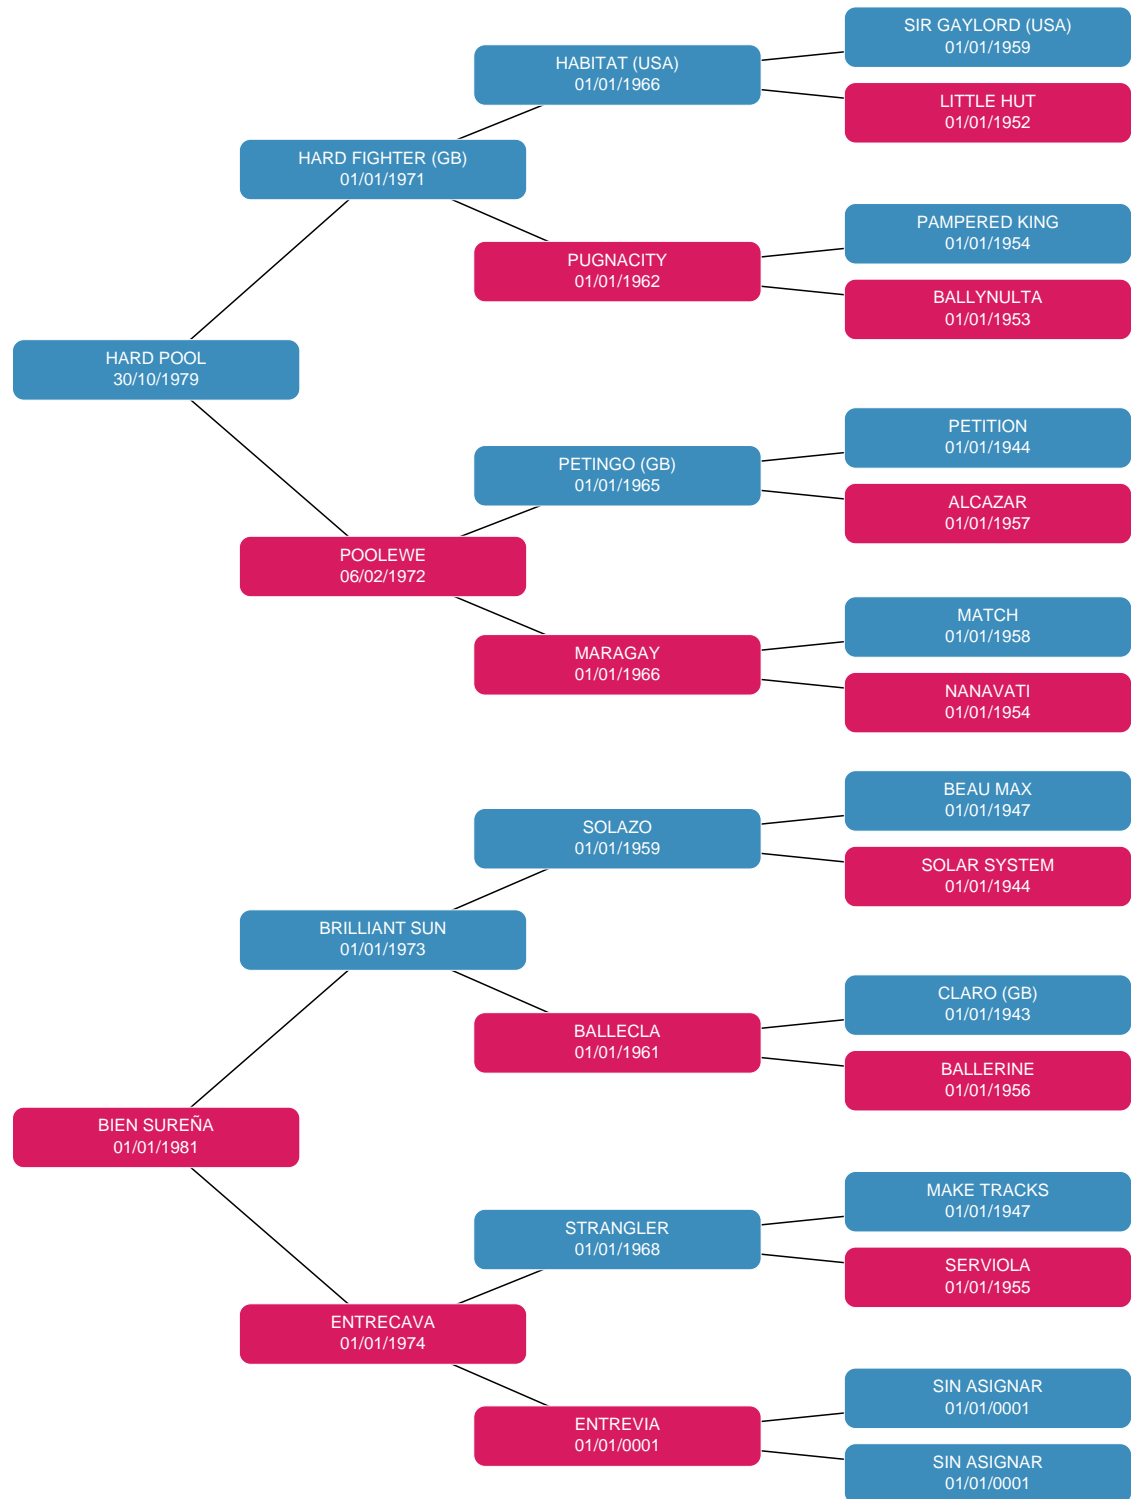 SIR GAYLORD (USA)
01/01/1959
HABITAT (USA)
01/01/1966
LITTLE HUT
01/01/1952
HARD FIGHTER (GB)
01/01/1971
PAMPERED KING
01/01/1954
PUGNACITY
01/01/1962
BALLYNULTA
01/01/1953
HARD POOL
30/10/1979
PETITION
01/01/1944
PETINGO (GB)
01/01/1965
ALCAZAR
01/01/1957
POOLEWE
06/02/1972
MATCH
01/01/1958
MARAGAY
01/01/1966
NANAVATI
01/01/1954
BEAU MAX
01/01/1947
SOLAZO
01/01/1959
SOLAR SYSTEM
01/01/1944
BRILLIANT SUN
01/01/1973
CLARO (GB)
01/01/1943
BALLECLA
01/01/1961
BALLERINE
01/01/1956
BIEN SUREÑA
01/01/1981
MAKE TRACKS
01/01/1947
STRANGLER
01/01/1968
SERVIOLA
01/01/1955
ENTRECAVA
01/01/1974
SIN ASIGNAR
01/01/0001
ENTREVIA
01/01/0001
SIN ASIGNAR
01/01/0001